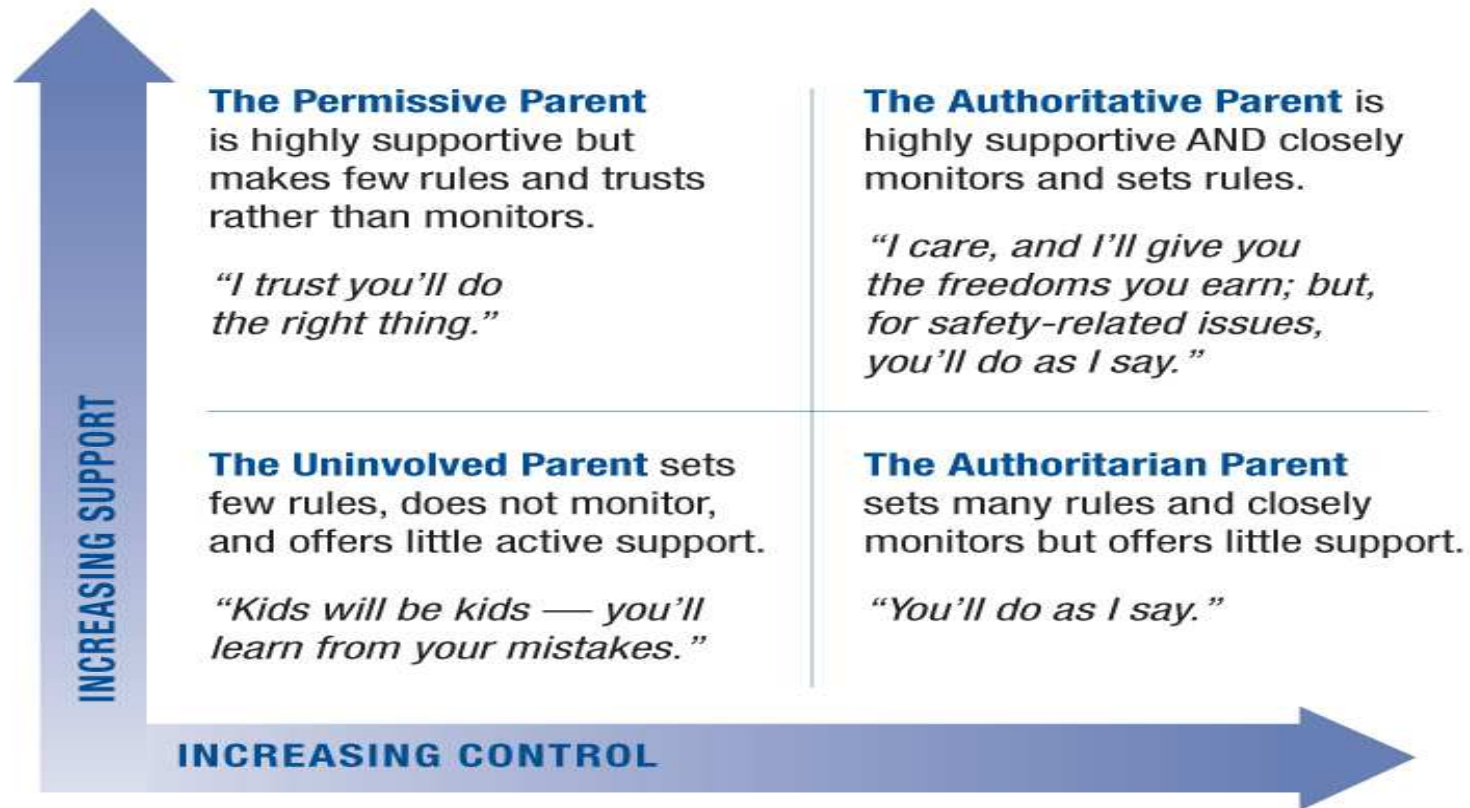 The Permissive Parent
is highly supportive but
makes few rules and trusts
rather than monitors.
“I trust you’ll do
the right thing.”
The Authoritative Parent is
highly supportive AND closely
monitors and sets rules.
“I care, and I’ll give you
the freedoms you earn; but,
for safety-related issues,
you’ll do as I say.”
The Uninvolved Parent sets
few rules, does not monitor,
and offers little active support.
“Kids will be kids — you’ll
learn from your mistakes.”
The Authoritarian Parent
sets many rules and closely
monitors but offers little support.
“You’ll do as I say.”
INCREASING SUPPORT
INCREASING CONTROL